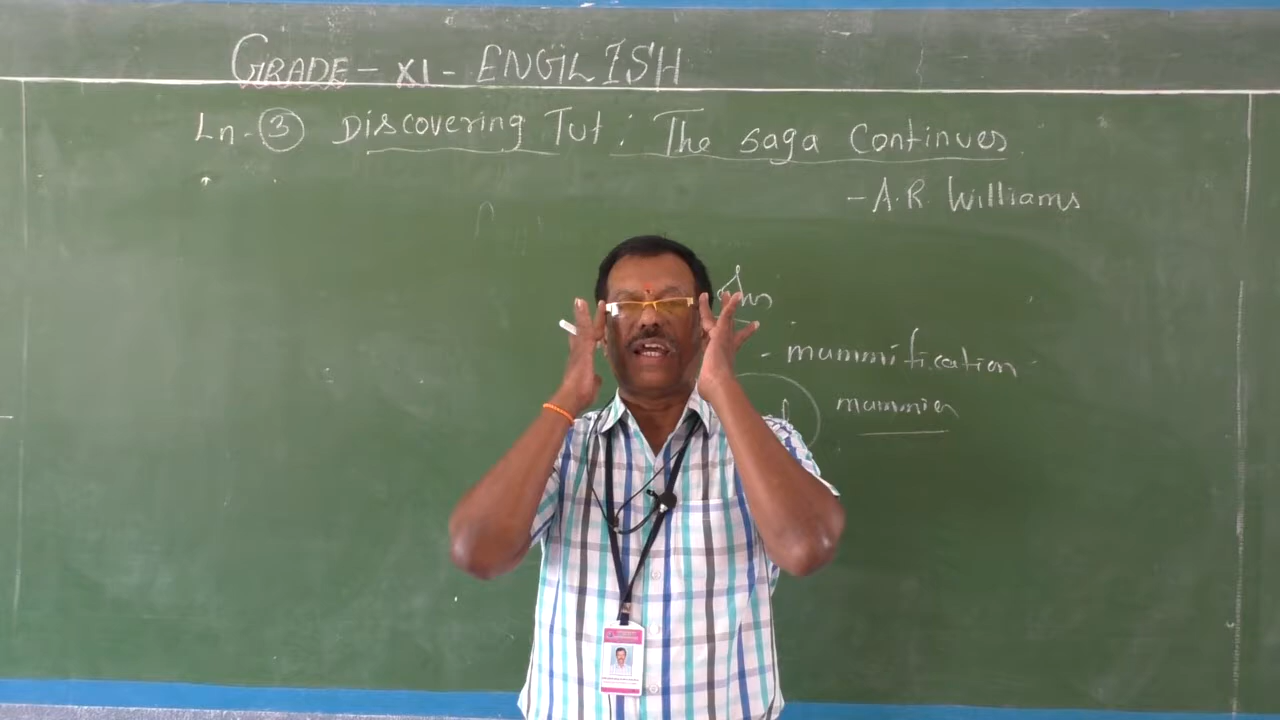 GRADE - XI - ENGLISH
Ln. 3 Discovering Tut : The Saga Continues
- A.R. Williams
- mummification
mummies